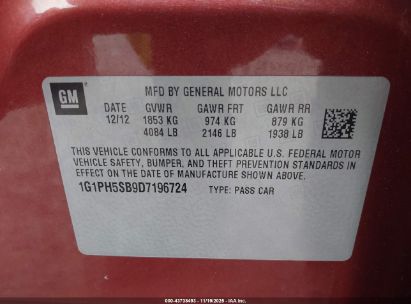 GM
MFD BY GENERAL MOTORS LLC
DATE GVWR GAWR FRT GAWR RR
12/12 1853 KG 974 KG 879 KG
4084 LB 2146 LB 1938 LB
THIS VEHICLE CONFORMS TO ALL APPLICABLE U.S. FEDERAL MOTOR
VEHICLE SAFETY, BUMPER, AND THEFT PREVENTION STANDARDS IN
EFFECT ON THE DATE OF MANUFACTURE SHOWN ABOVE.
1G1PH5SB9D7196724 TYPE: PASS CAR